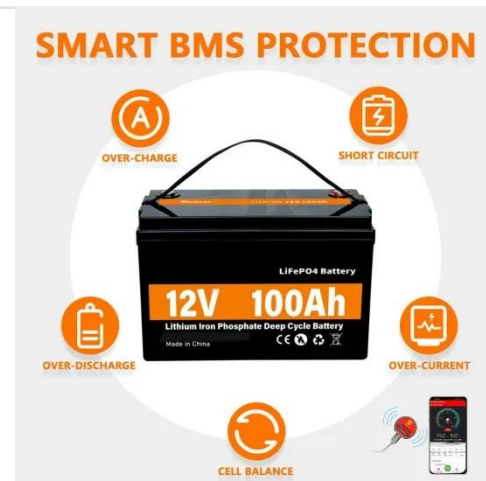 SMART BMS PROTECTION
OVER-CHARGE
SHORT CIRCUIT
LiFePO4 Battery
12V 100Ah
Lithium Iron Phosphate Deep Cycle Battery
Made in China
CE
OVER-DISCHARGE
OVER-CURRENT
CELL BALANCE